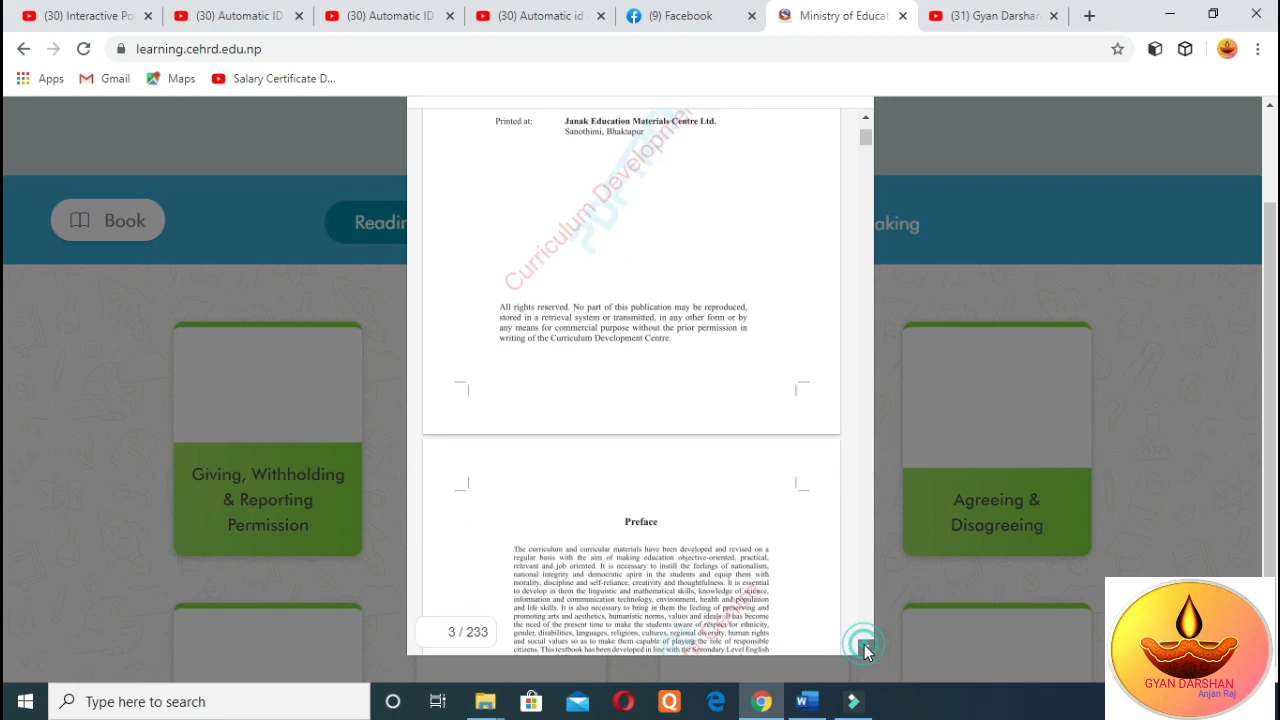 (30) Interactive V
(30) Automatic ID
(30) Automatic ID
(30) Automatic id
Facebook
Ministry of Educat
(31) Gyan Darshan
learning.cehrd.edu.np
Apps
Gmail
Maps
Salary Certificate D...
Printed at:
Janak Education Materials Centre Ltd.
Sanothimi, Bhaktapur
Curriculum Developmen
Book
Readin
aking
All rights reserved. No part of this publication may be reproduced,
stored in a retrieval system or transmitted, in any other form or by
any means for commercial purpose without the prior permission in
writing of the Curriculum Development Centre.
Giving, Withholding
& Reporting
Permission
Agreeing &
Disagreeing
Preface
The curriculum and curricular materials have been developed and revised on a
regular basis with the aim of making education objective-oriented, practical,
relevant and job oriented. It is necessary to instill the feelings of nationalism,
national integrity and democratic spirit in the students and equip them with
morality, discipline and self-reliance, creativity and thoughtfulness. It is essential
to develop in them the linguistic and mathematical skills, knowledge of science,
information and communication technology, environment, health and population
and life skills. It is also necessary to bring in them the feeling of preserving and
promoting arts and aesthetics, humanistic norms, values and ideals. It has become
the need of the present time to make the students aware of respect for ethnicity,
gender, disabilities, languages, religions, cultures, regional diversity, human rights
and social values so as to make them capable of playing the role of responsible
citizens. This textbook has been developed in line with the Secondary Level English
3 / 233
GYAN DARSHAN
Anjan Raj
Type here to search